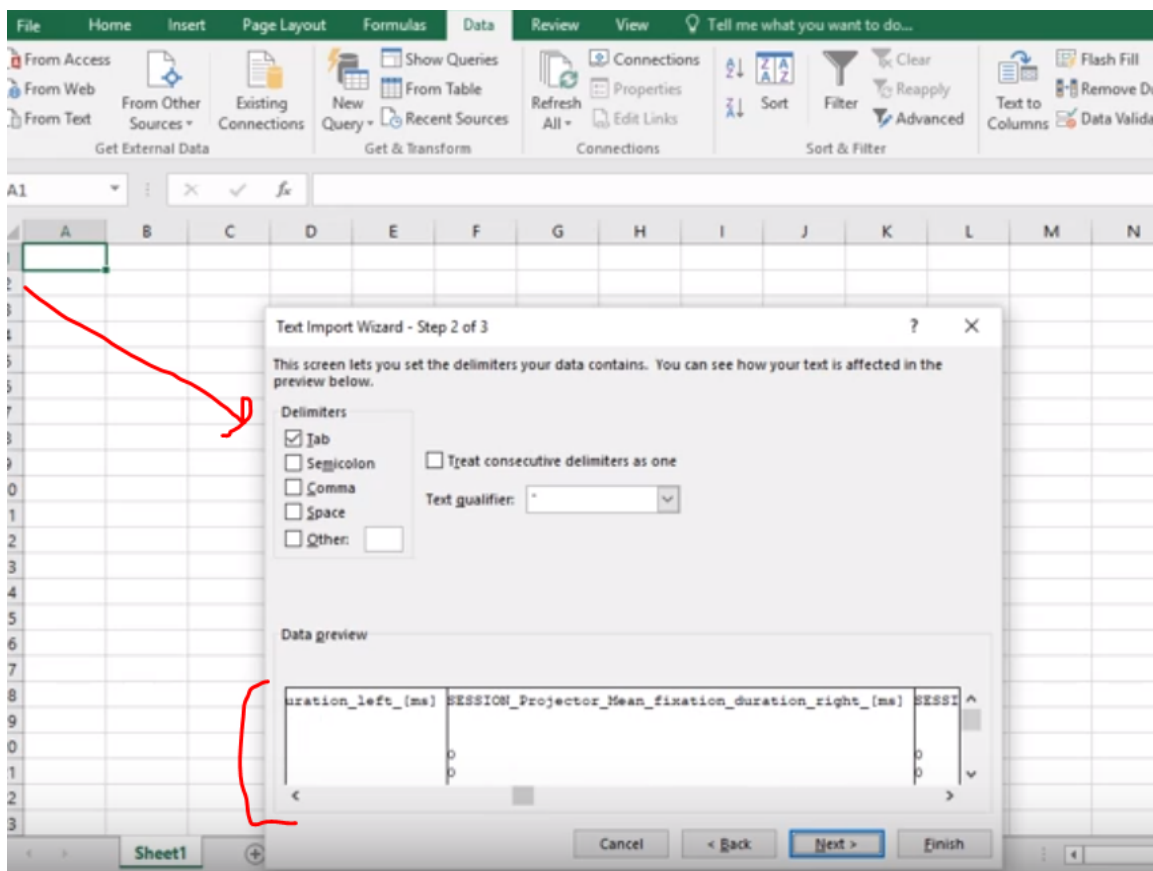 File Home Insert Page Layout Formulas Data Review View Tell me what you want to do...
From Access
From Web
From Text
From Other Sources
Existing Connections
Get External Data
New Query
Show Queries
From Table
Recent Sources
Get & Transform
Refresh All
Connections
Properties
Edit Links
Connections
Sort
Filter
Clear
Reapply
Advanced
Sort & Filter
Text to Columns
Flash Fill
Remove Du
Data Valida
A1 fx
A B C D E F G H I J K L M N
Text Import Wizard - Step 2 of 3 ?
This screen lets you set the delimiters your data contains. You can see how your text is affected in the
preview below.
Delimiters
Tab
Semicolon
Comma
Space
Other:
Treat consecutive delimiters as one
Text qualifier: "
Data preview
uration_left_[ms] SESSION_Projector_Mean_fixation_duration_right_[ms] SESSI
0 0
0 0
Cancel < Back Next > Finish
Sheet1